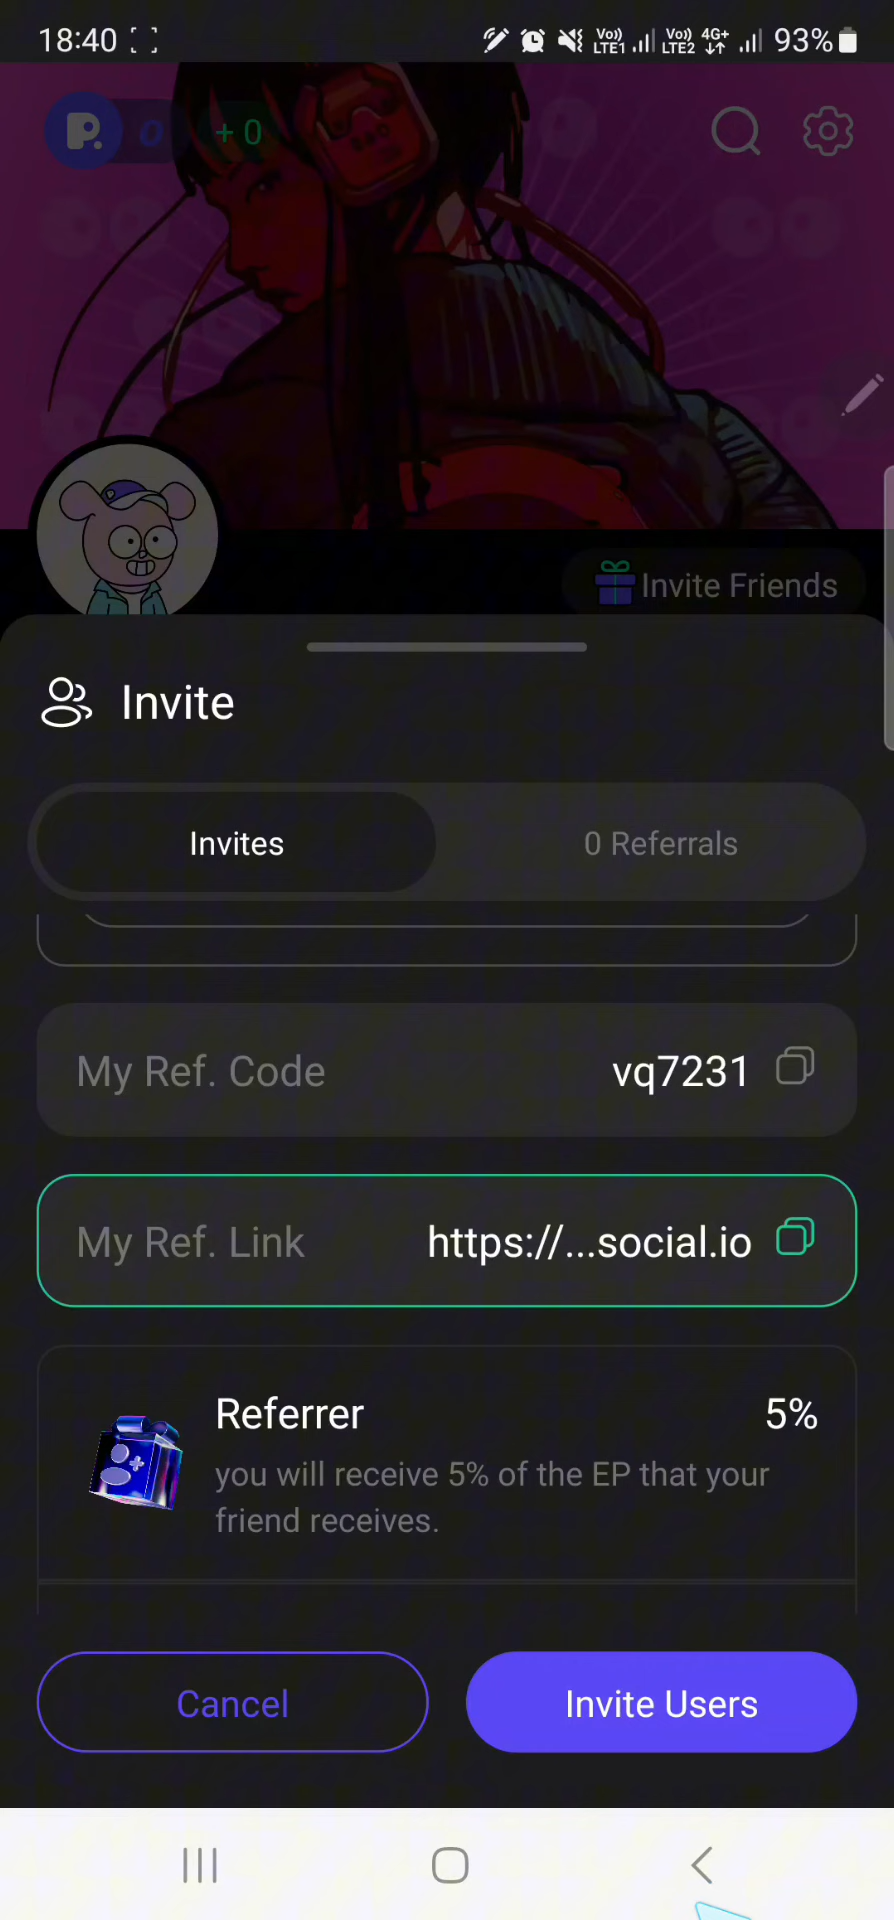 18:40 Vo)) LTE1 Vo)) LTE2 4G+ 93%
P. 0 + 0
Invite Friends
Invite
Invites 0 Referrals
My Ref. Code vq7231
My Ref. Link https://...social.io
Referrer 5%
you will receive 5% of the EP that your
friend receives.
Cancel Invite Users